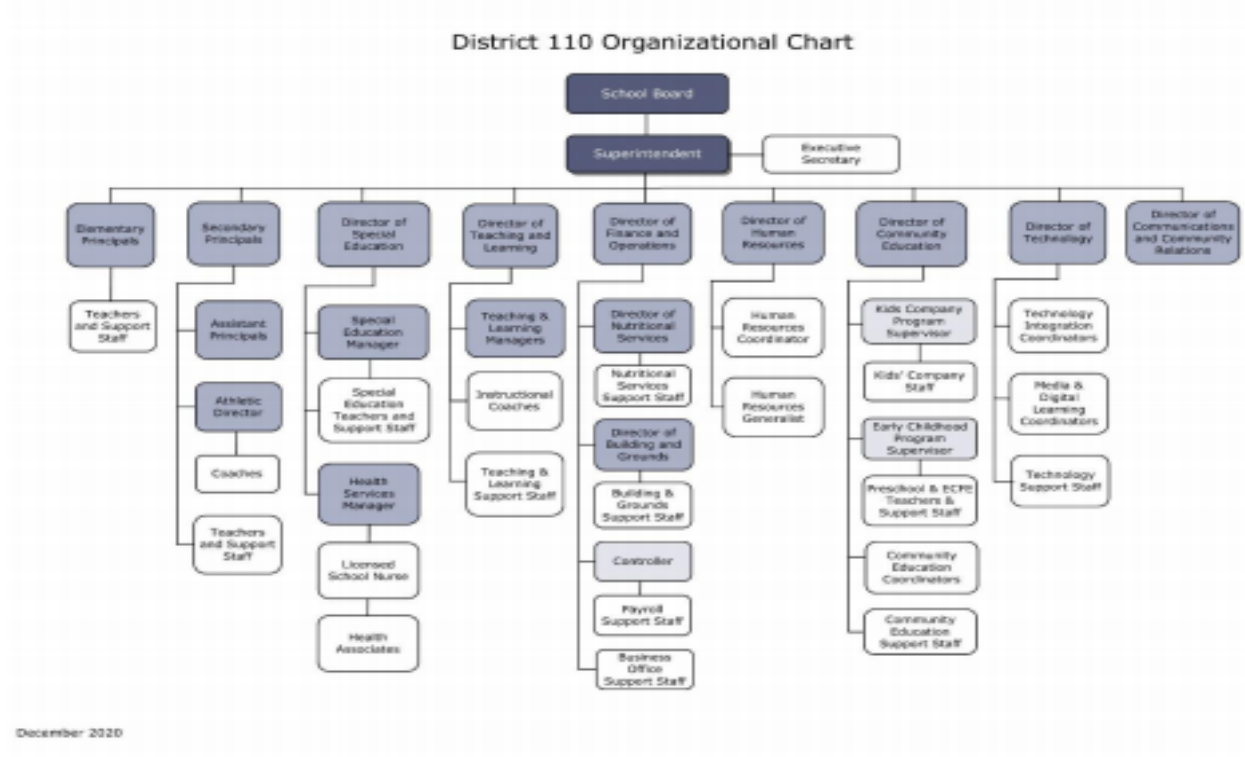 District 110 Organizational Chart
School Board
Superintendent
Executive
Secretary
Elementary
Principals
Secondary
Principals
Director of
Special
Education
Director of
Teaching and
Learning
Director of
Finance and
Operations
Director of
Human
Resources
Director of
Community
Education
Director of
Technology
Director of
Communications
and Community
Relations
Teachers
and Support
Staff
Assistant
Principals
Athletic
Director
Coaches
Teachers
and Support
Staff
Special
Education
Manager
Special
Education
Teachers and
Support Staff
Health
Services
Manager
Licensed
School Nurse
Health
Associates
Teaching &
Learning
Managers
Instructional
Coaches
Teaching &
Learning
Support Staff
Director of
Nutritional
Services
Nutritional
Services
Support Staff
Director of
Building and
Grounds
Building &
Grounds
Support Staff
Controller
Payroll
Support Staff
Business
Office
Support Staff
Human
Resources
Coordinator
Human
Resources
Generalist
Kids Company
Program
Supervisor
Kids' Company
Staff
Early Childhood
Program
Supervisor
Preschool & ECFE
Teachers &
Support Staff
Community
Education
Coordinators
Community
Education
Support Staff
Technology
Integration
Coordinators
Media &
Digital
Learning
Coordinators
Technology
Support Staff
December 2020